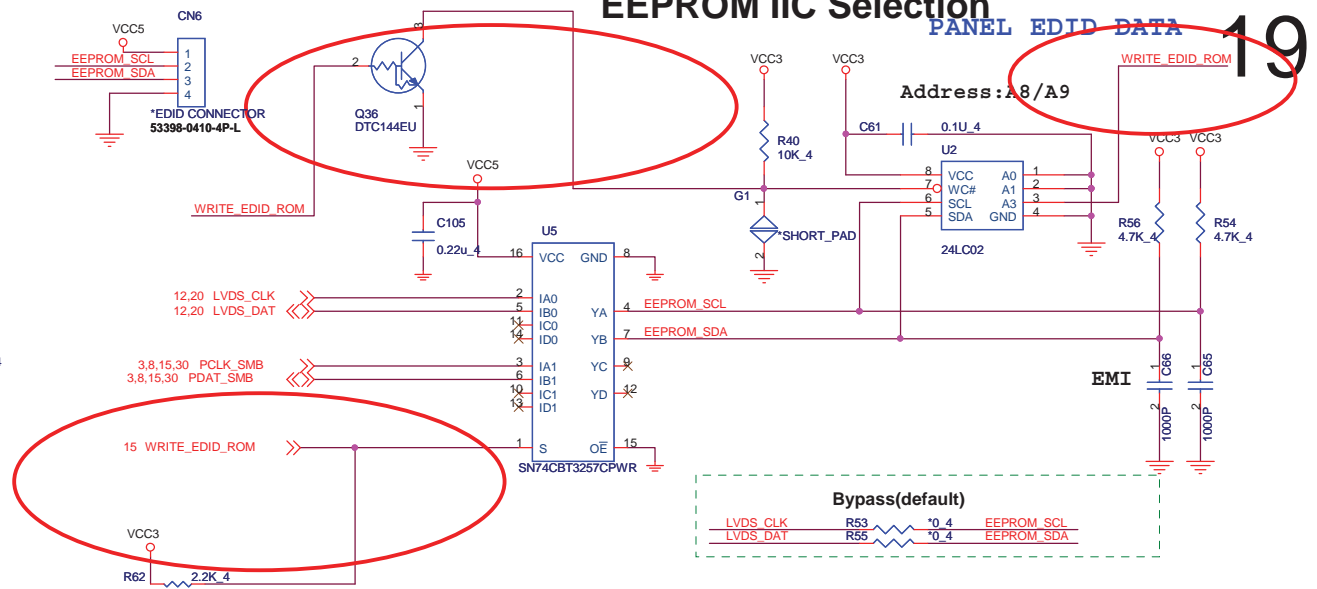 EEPROM IIC Selection
PANEL EDID DATA
19
CN6
VCC5
1
EEPROM_SCL
2
EEPROM_SDA
3
4
*EDID CONNECTOR
53398-0410-4P-L
3
2
1
Q36
DTC144EU
WRITE_EDID_ROM
VCC3
VCC3
WRITE_EDID_ROM
Address:A8/A9
C61
0.1U_4
R40
10K_4
U2
VCC3
VCC3
8 VCC A0 1
7 WC# A1 2
6 SCL A3 3
5 SDA GND 4
24LC02
G1
1
*SHORT_PAD
2
R56
4.7K_4
R54
4.7K_4
VCC5
C105
0.22u_4
U5
16 VCC GND 8
12,20 LVDS_CLK 2 IA0
12,20 LVDS_DAT 5 IB0
YA 4 EEPROM_SCL
11 IC0
14 ID0
YB 7 EEPROM_SDA
3,8,15,30 PCLK_SMB 3 IA1
YC 9
3,8,15,30 PDAT_SMB 6 IB1
10 IC1
YD 12
13 ID1
15 WRITE_EDID_ROM 1 S
OE 15
SN74CBT3257CPWR
EMI
1
C66
2
1000P
1
C65
2
1000P
VCC3
R62
2.2K_4
Bypass(default)
LVDS_CLK R53 *0_4 EEPROM_SCL
LVDS_DAT R55 *0_4 EEPROM_SDA